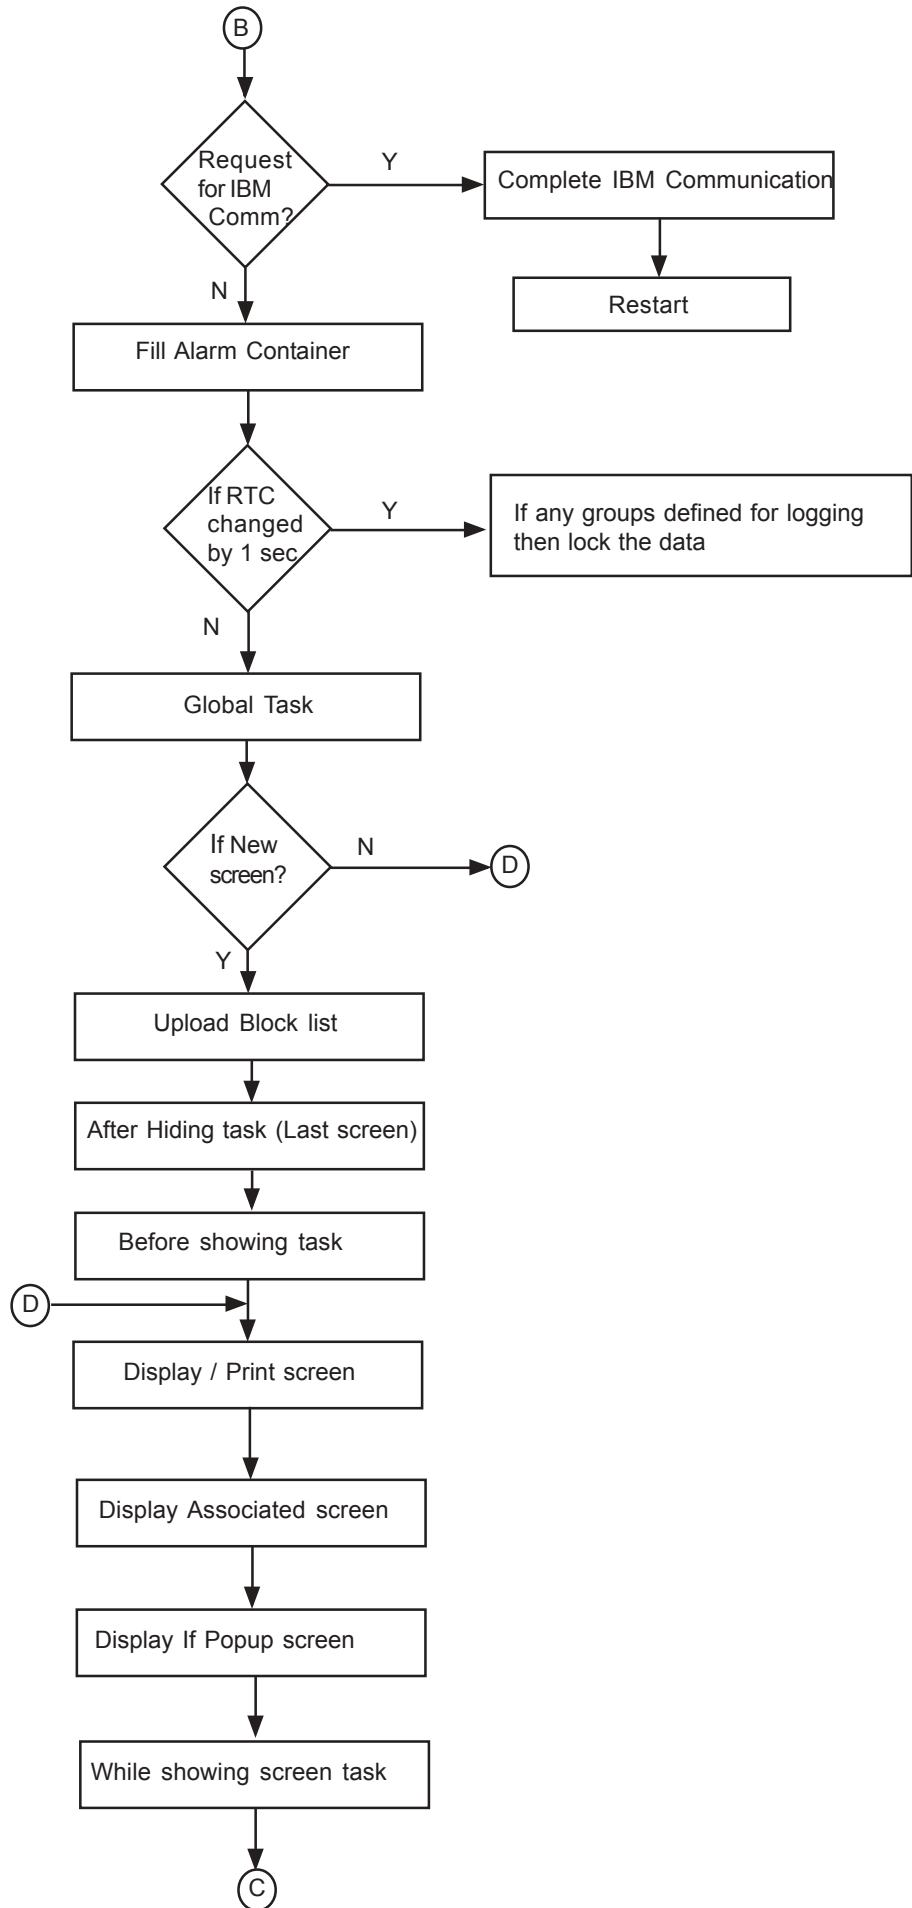 B
Request
for IBM
Comm?
Y
Complete IBM Communication
N
Restart
Fill Alarm Container
If RTC
changed
by 1 sec
Y
If any groups defined for logging
then lock the data
N
Global Task
If New
screen?
N
D
Y
Upload Block list
After Hiding task (Last screen)
Before showing task
D
Display / Print screen
Display Associated screen
Display If Popup screen
While showing screen task
C